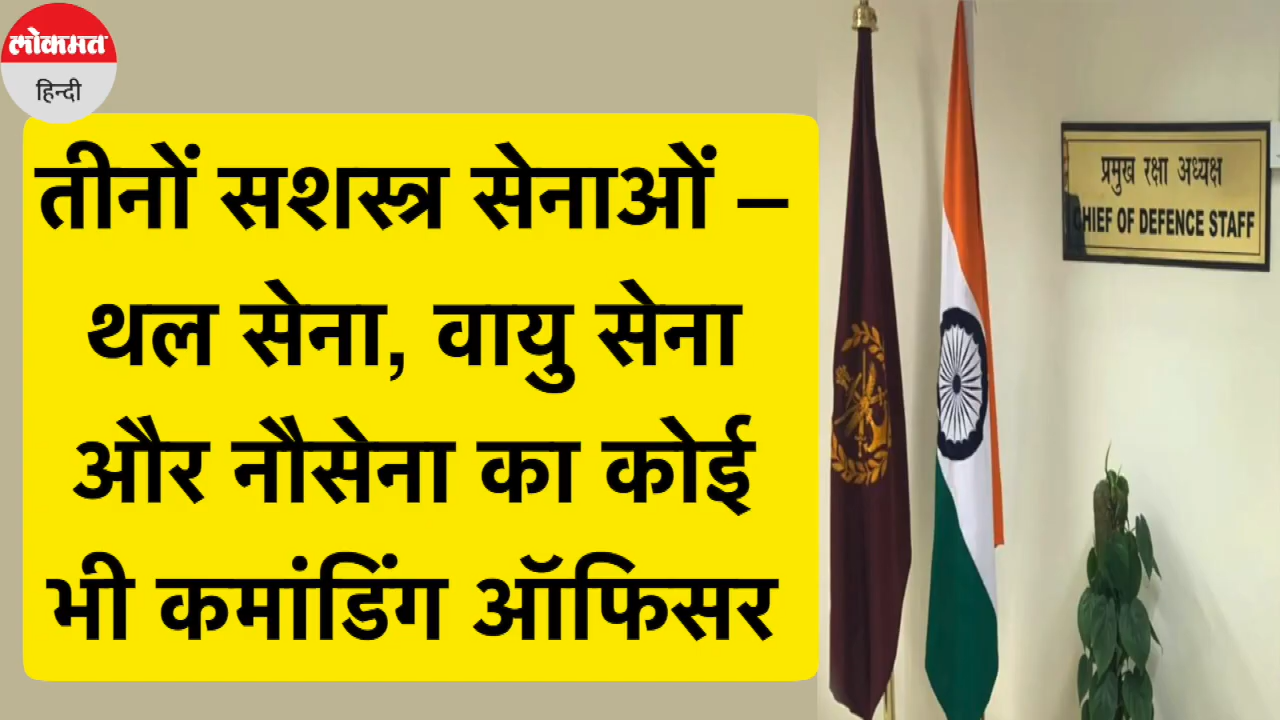 लोकमत
हिन्दी
तीनों सशस्त्र सेनाओं –
थल सेना, वायु सेना
और नौसेना का कोई
भी कमांडिंग ऑफिसर
प्रमुख रक्षा अध्यक्ष
CHIEF OF DEFENCE STAFF